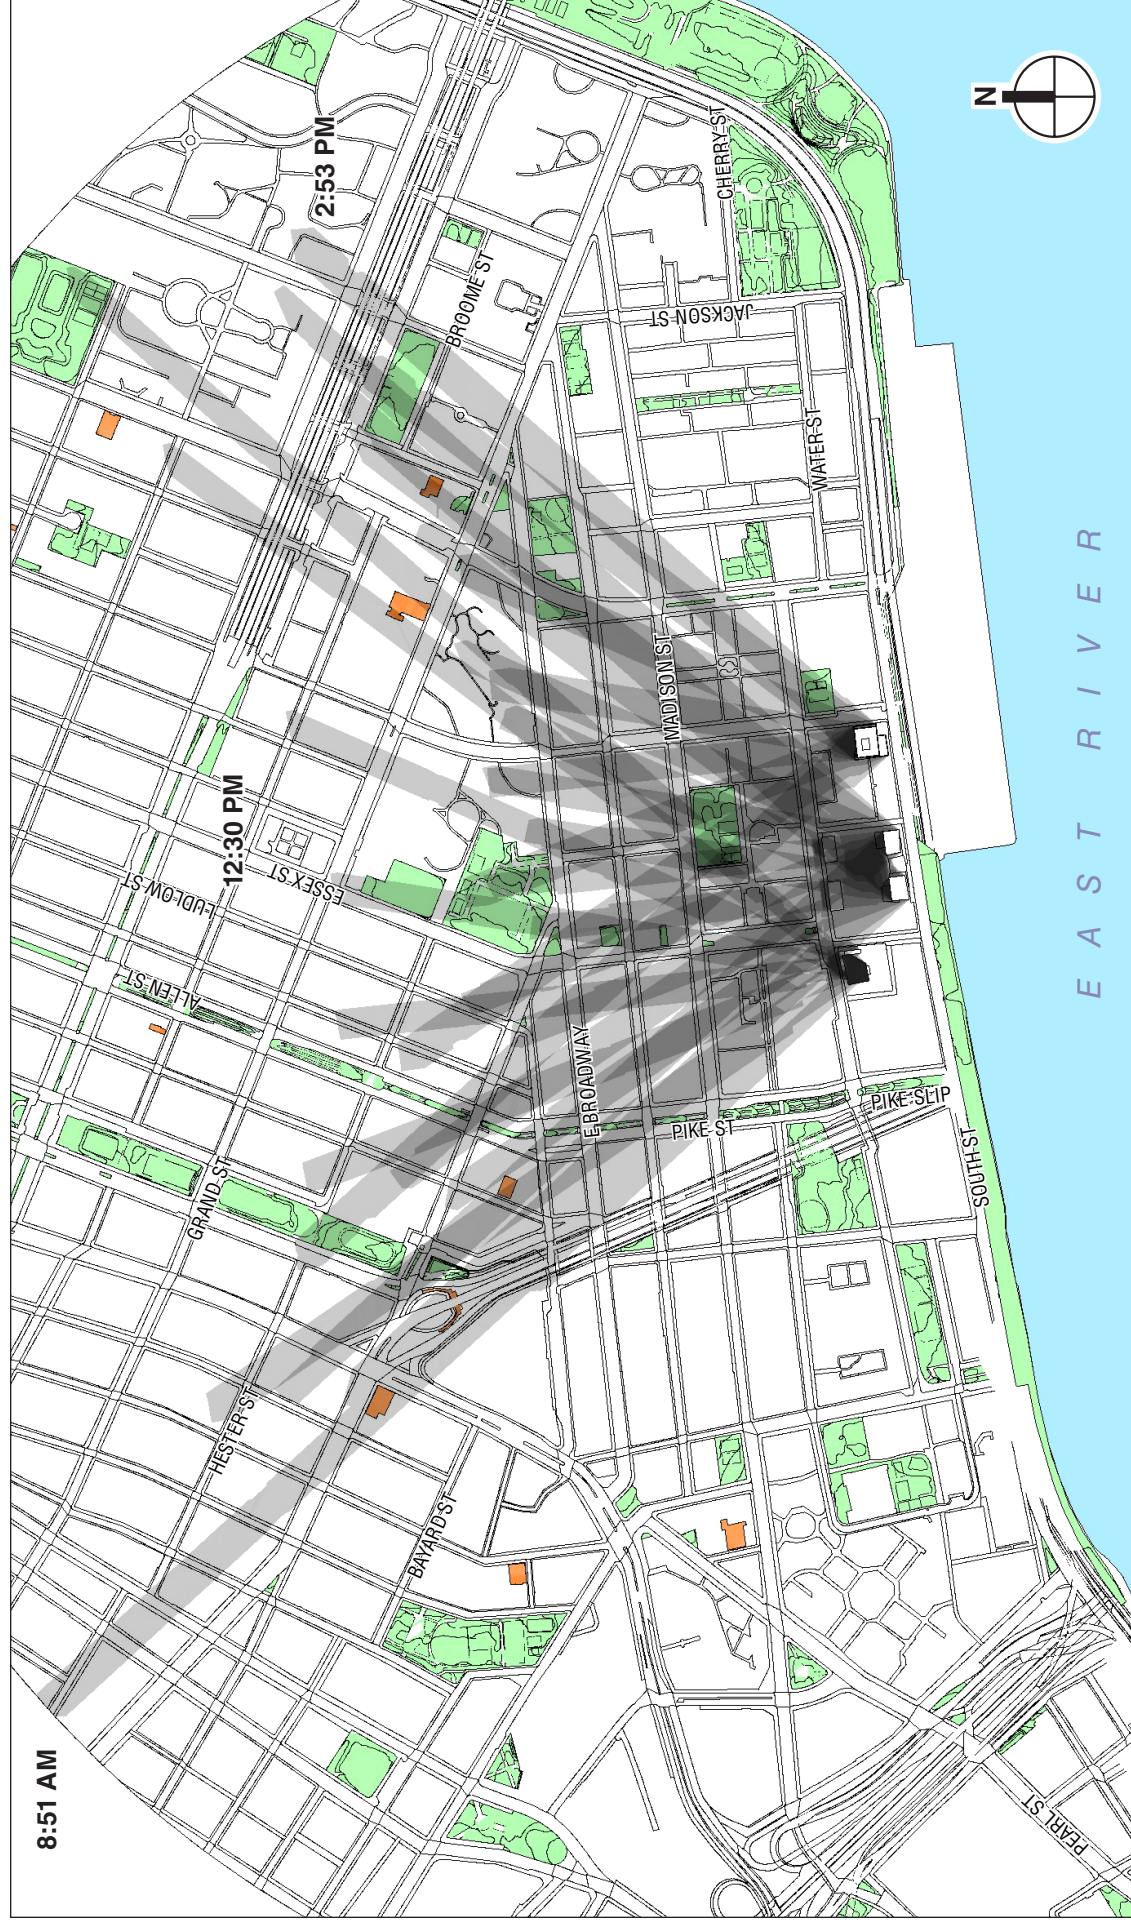 8:51 AM
12:30 PM
2:53 PM
N
GRAND ST
HESTER ST
BAYARD ST
ALLEN ST
LUDLOW ST
ESSEX ST
BROOME ST
E BROADWAY
MADISON ST
PIKE ST
PIKE SLIP
JACKSON ST
CHERRY ST
WATER ST
SOUTH ST
PEARL ST
EAST RIVER